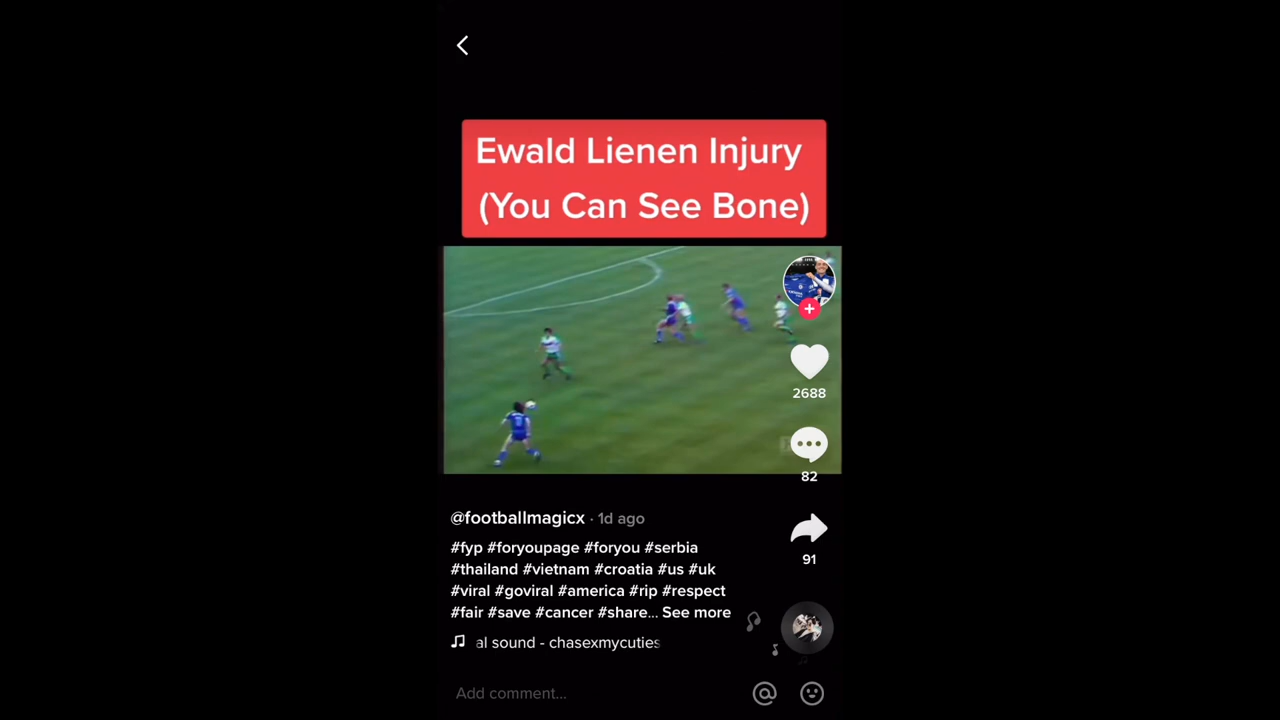 Ewald Lienen Injury
(You Can See Bone)
2688
82
@footballmagicx · 1d ago
#fyp #foryoupage #foryou #serbia
#thailand #vietnam #croatia #us #uk
#viral #goviral #america #rip #respect
#fair #save #cancer #share... See more
91
al sound - chasexmycuties
Add comment...